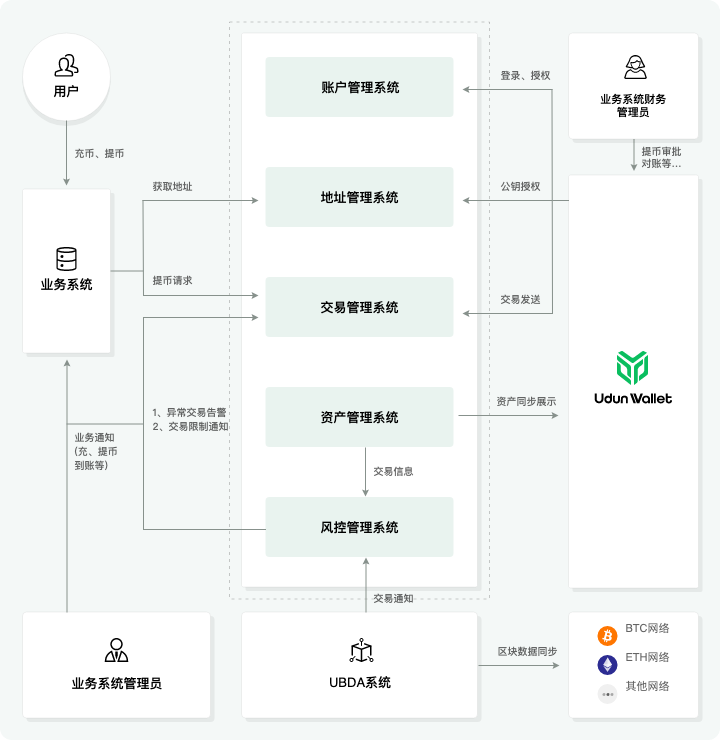 用户
充币、提币
业务系统
获取地址
提币请求
1、异常交易告警
2、交易限制通知
业务通知
(充、提币
到账等)
业务系统管理员
账户管理系统
地址管理系统
交易管理系统
资产管理系统
交易信息
风控管理系统
交易通知
UBDA系统
登录、授权
公钥授权
交易发送
资产同步展示
区块数据同步
业务系统财务
管理员
提币审批
对账等...
Udun Wallet
BTC网络
ETH网络
其他网络